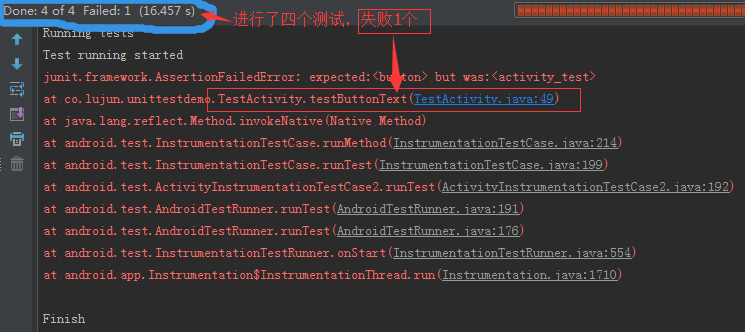 Done: 4 of 4 Failed: 1 (16.457 s)
进行了四个测试，失败1个
Running tests
Test running started
junit.framework.AssertionFailedError: expected:<button> but was:<activity_test>
at co.lujun.unittestdemo.TestActivity.testButtonText(TestActivity.java:49)
at java.lang.reflect.Method.invokeNative(Native Method)
at android.test.InstrumentationTestCase.runMethod(InstrumentationTestCase.java:214)
at android.test.InstrumentationTestCase.runTest(InstrumentationTestCase.java:199)
at android.test.ActivityInstrumentationTestCase2.runTest(ActivityInstrumentationTestCase2.java:192)
at android.test.AndroidTestRunner.runTest(AndroidTestRunner.java:191)
at android.test.AndroidTestRunner.runTest(AndroidTestRunner.java:176)
at android.test.InstrumentationTestRunner.onStart(InstrumentationTestRunner.java:554)
at android.app.Instrumentation$InstrumentationThread.run(Instrumentation.java:1710)
Finish